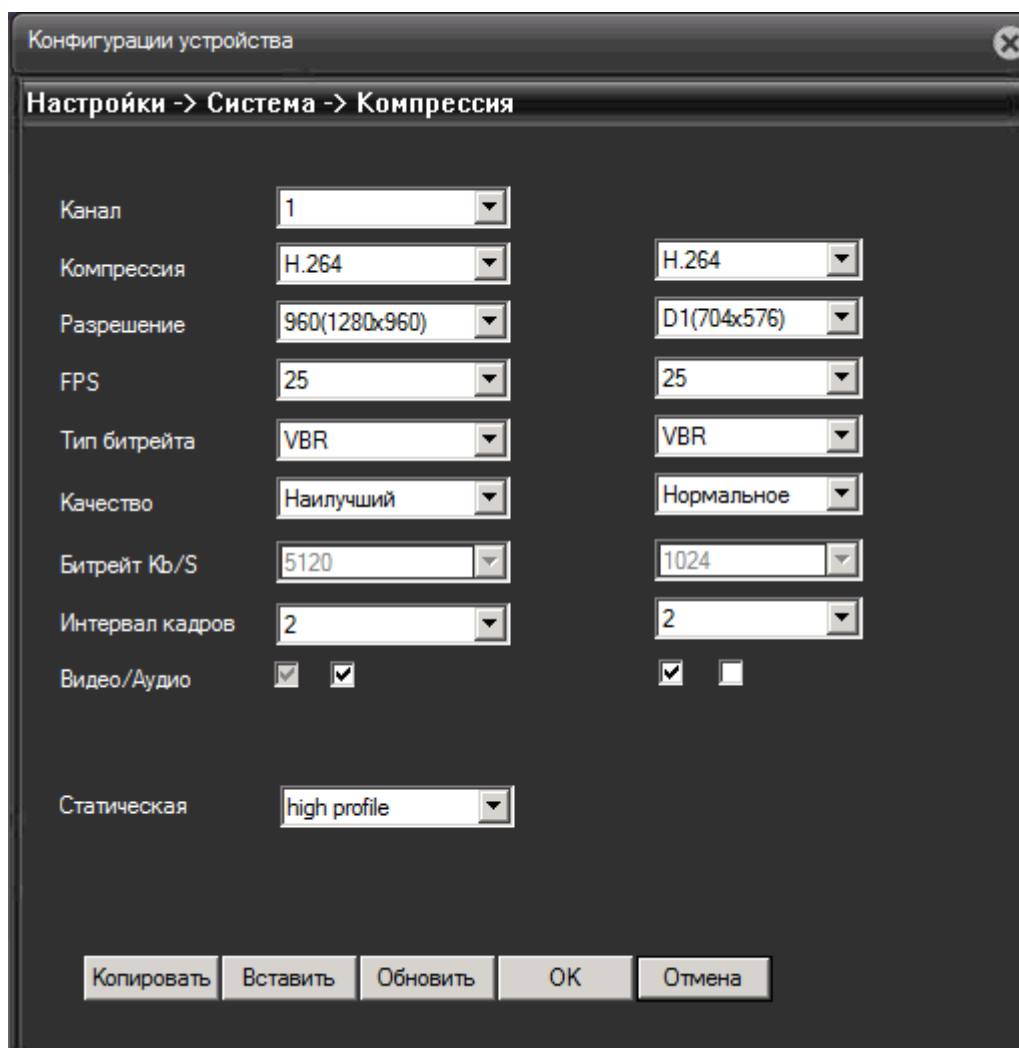 Конфигурации устройства
Настройки -> Система -> Компрессия
Канал 1
Компрессия H.264 H.264
Разрешение 960(1280x960) D1(704x576)
FPS 25 25
Тип битрейта VBR VBR
Качество Наилучший Нормальное
Битрейт Kb/S 5120 1024
Интервал кадров 2 2
Видео/Аудио
Статическая high profile
Копировать Вставить Обновить OK Отмена